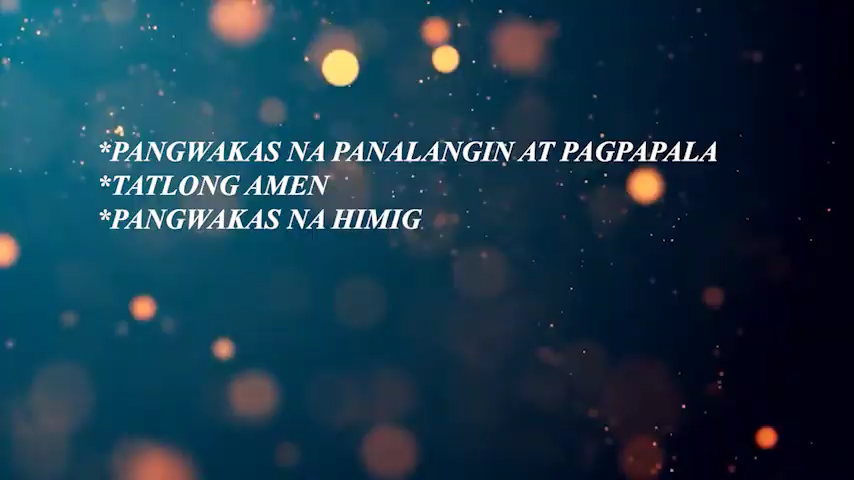 *PANGWAKAS NA PANALANGIN AT PAGPAPALA
*TATLONG AMEN
*PANGWAKAS NA HIMIG